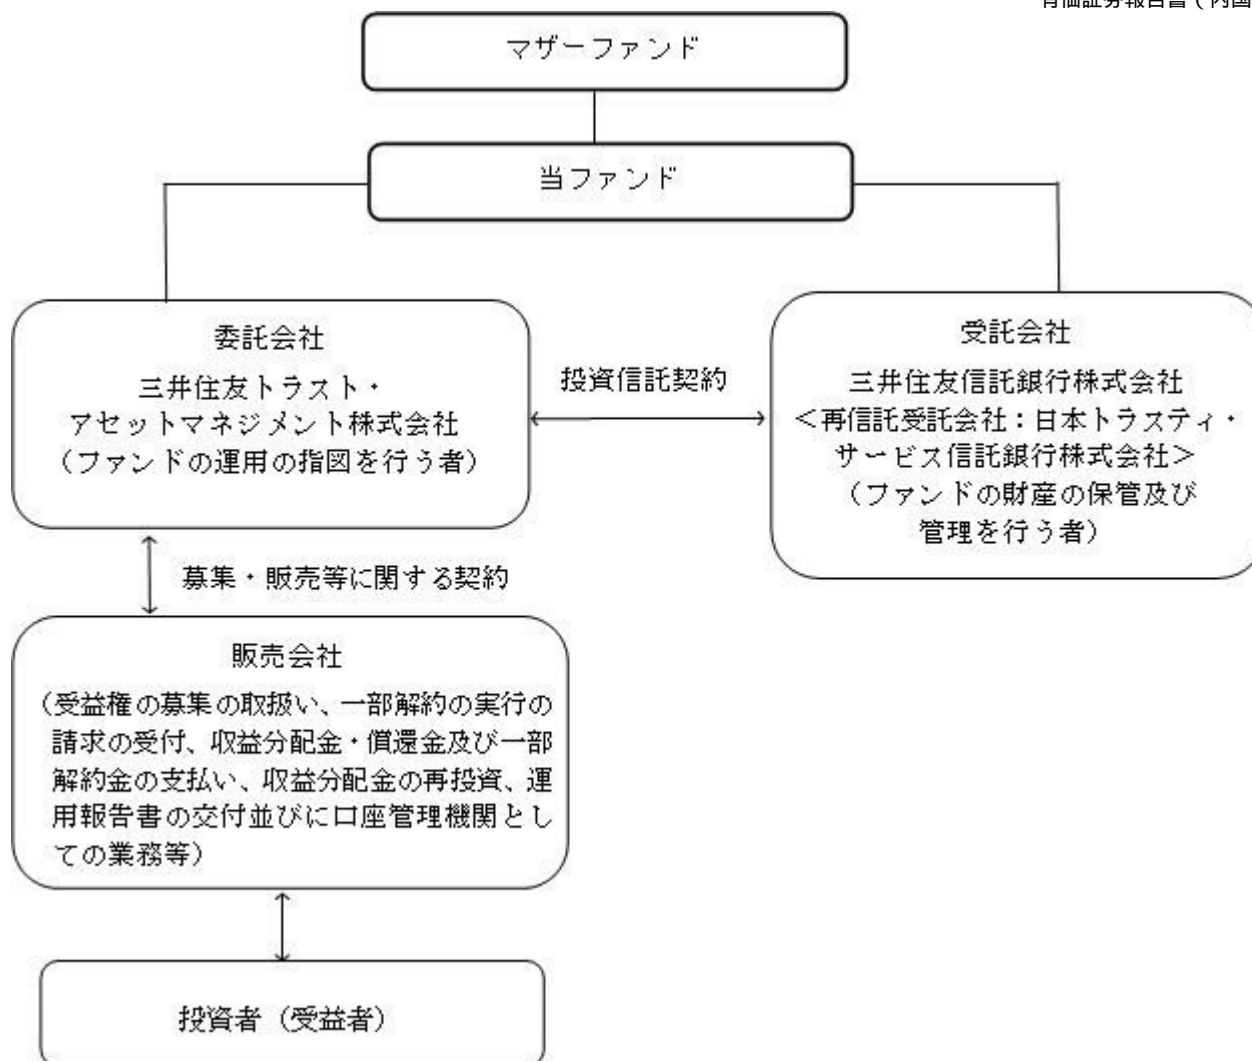 有価証券報告書（内国
マザーファンド
当ファンド
委託会社
三井住友トラスト・
アセットマネジメント株式会社
（ファンドの運用の指図を行う者）
投資信託契約
受託会社
三井住友信託銀行株式会社
＜再信託受託会社：日本トラスティ・
サービス信託銀行株式会社＞
（ファンドの財産の保管及び
管理を行う者）
募集・販売等に関する契約
販売会社
（受益権の募集の取扱い、一部解約の実行の
請求の受付、収益分配金・償還金及び一部
解約金の支払い、収益分配金の再投資、運
用報告書の交付並びに口座管理機関とし
ての業務等）
投資者（受益者）